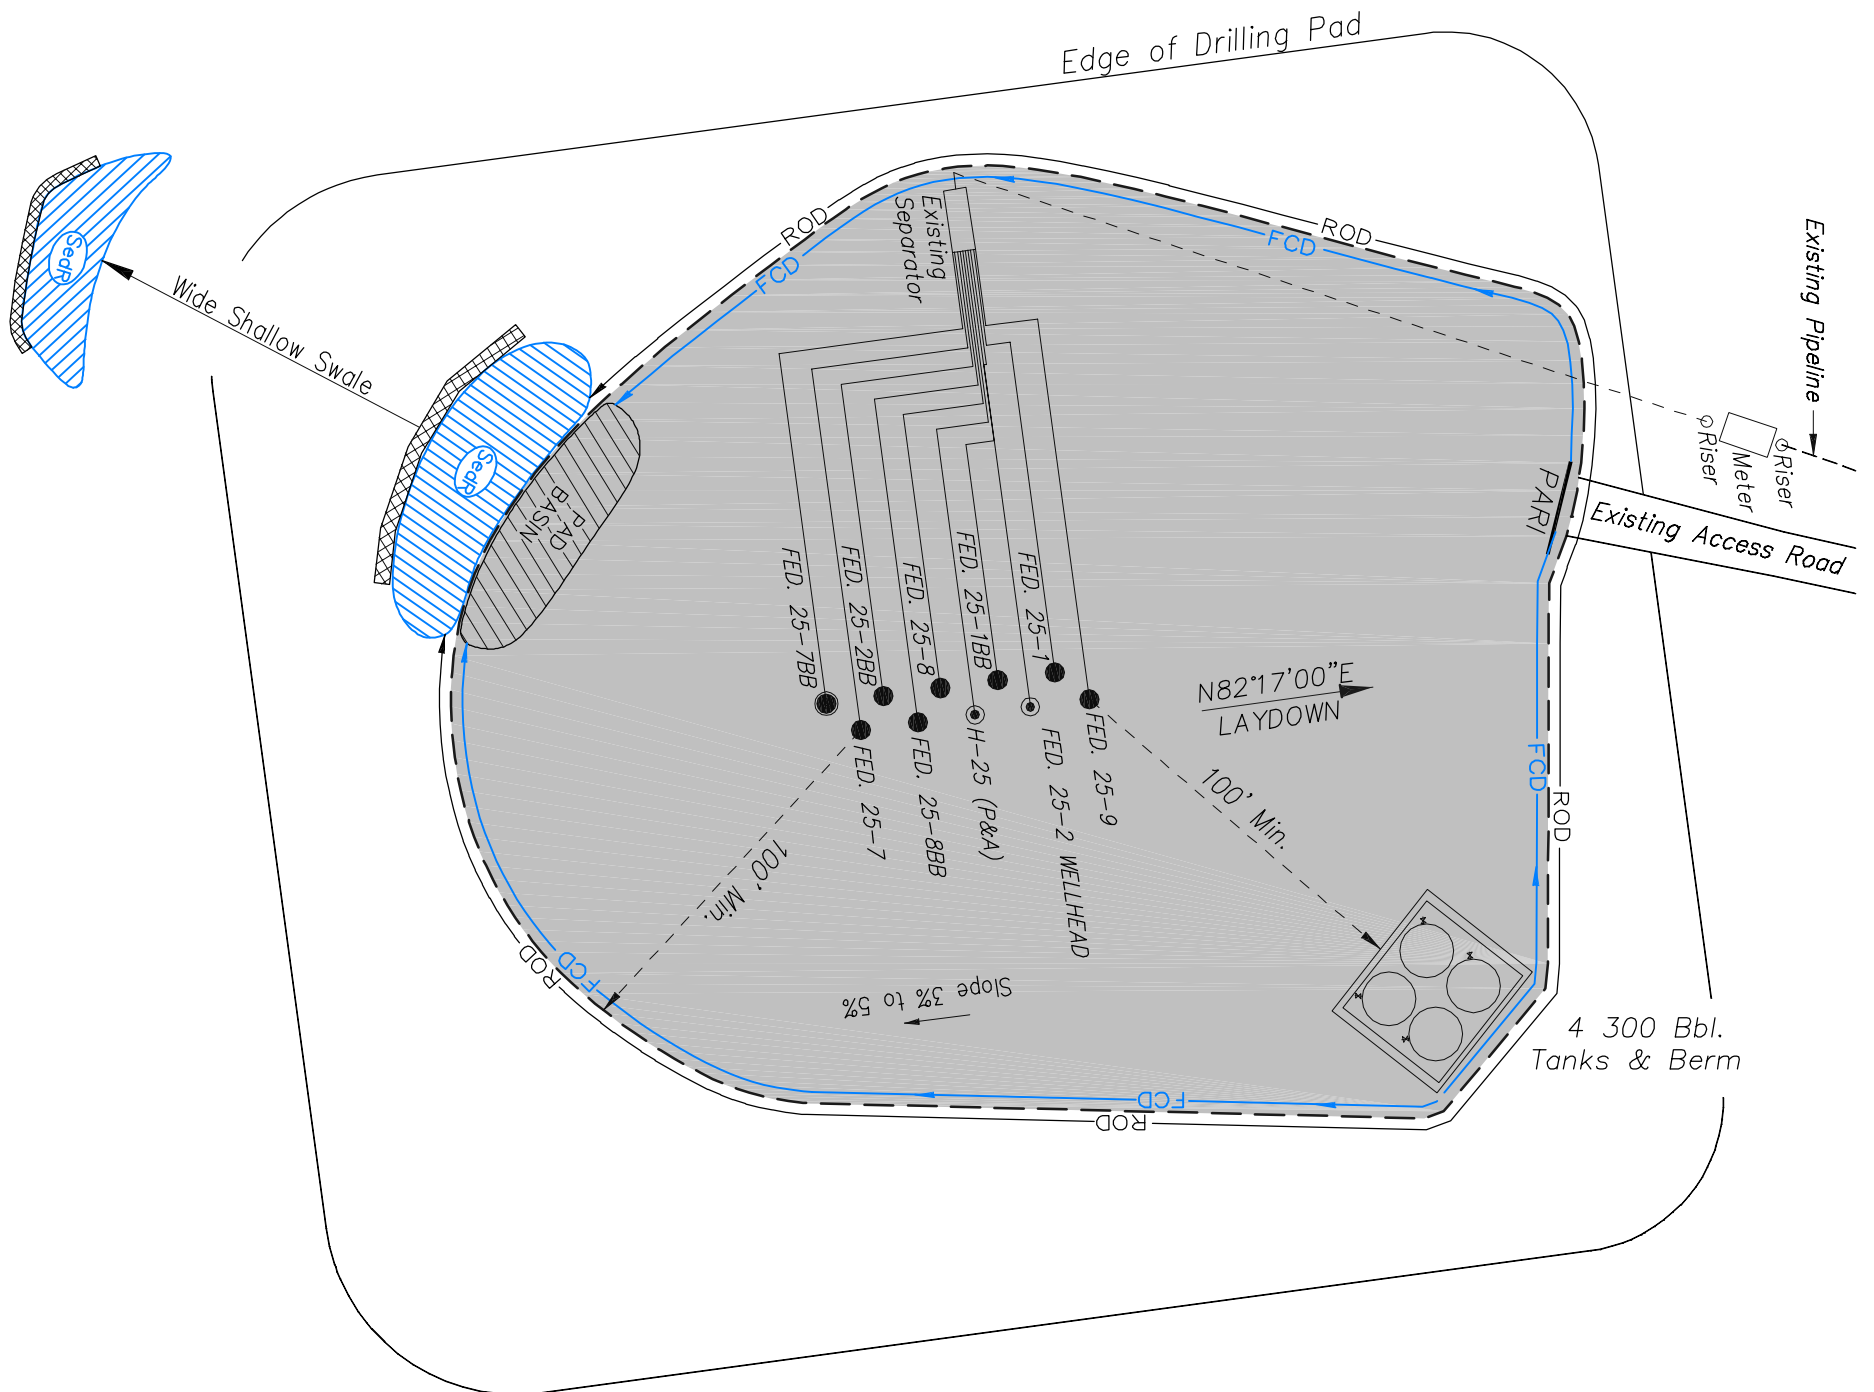 Edge of Drilling Pad
ROD
FCD
ROD
FCD
SedR
Wide Shallow Swale
Existing
Separator
Existing Pipeline
Riser
Meter
Riser
PARI
Existing Access Road
SedR
PAD
BASIN
FED. 25-7BB
FED. 25-2BB
FED. 25-8
FED. 25-1BB
FED. 25-1
N82°17'00"E
LAYDOWN
FED. 25-7
FED. 25-8BB
H-25 (P&A)
FED. 25-2 WELLHEAD
FED. 25-9
100' Min.
100' Min.
FCD
ROD
ROD
FCD
Slope 3% to 5%
4 300 Bbl.
Tanks & Berm
FCD
ROD